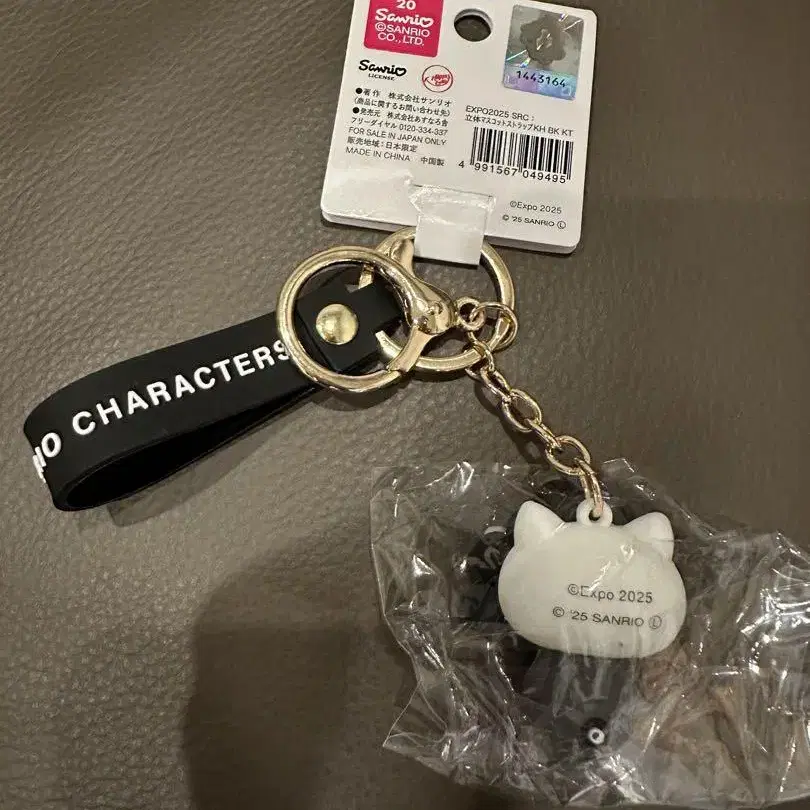 20
Sanrio
©SANRIO
CO., LTD.
Sanrio
LICENSE
1443164
●著作 株式会社サンリオ
(商品に関するお問い合わせ先)
●発売元 株式会社あすなろ舎
フリーダイヤル 0120-334-337
FOR SALE IN JAPAN ONLY
販売地域:日本限定
MADE IN CHINA 中国製
EXPO2025 SRC:
立体マスコットストラップKH BK KT
4 991567 049495
©Expo 2025
© '25 SANRIO Ⓛ
IO CHARACTERS
©Expo 2025
© '25 SANRIO Ⓛ